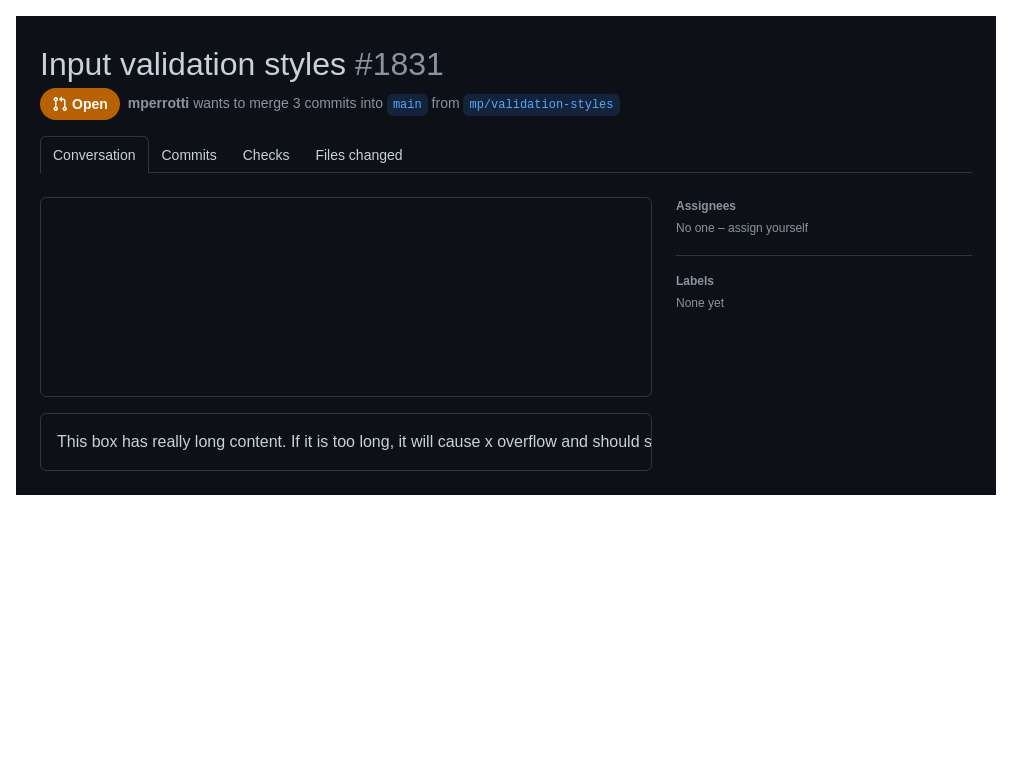 Input validation styles #1831
Open mperrotti wants to merge 3 commits into main from mp/validation-styles
Conversation Commits Checks Files changed
Assignees
No one – assign yourself
Labels
None yet
This box has really long content. If it is too long, it will cause x overflow and should s